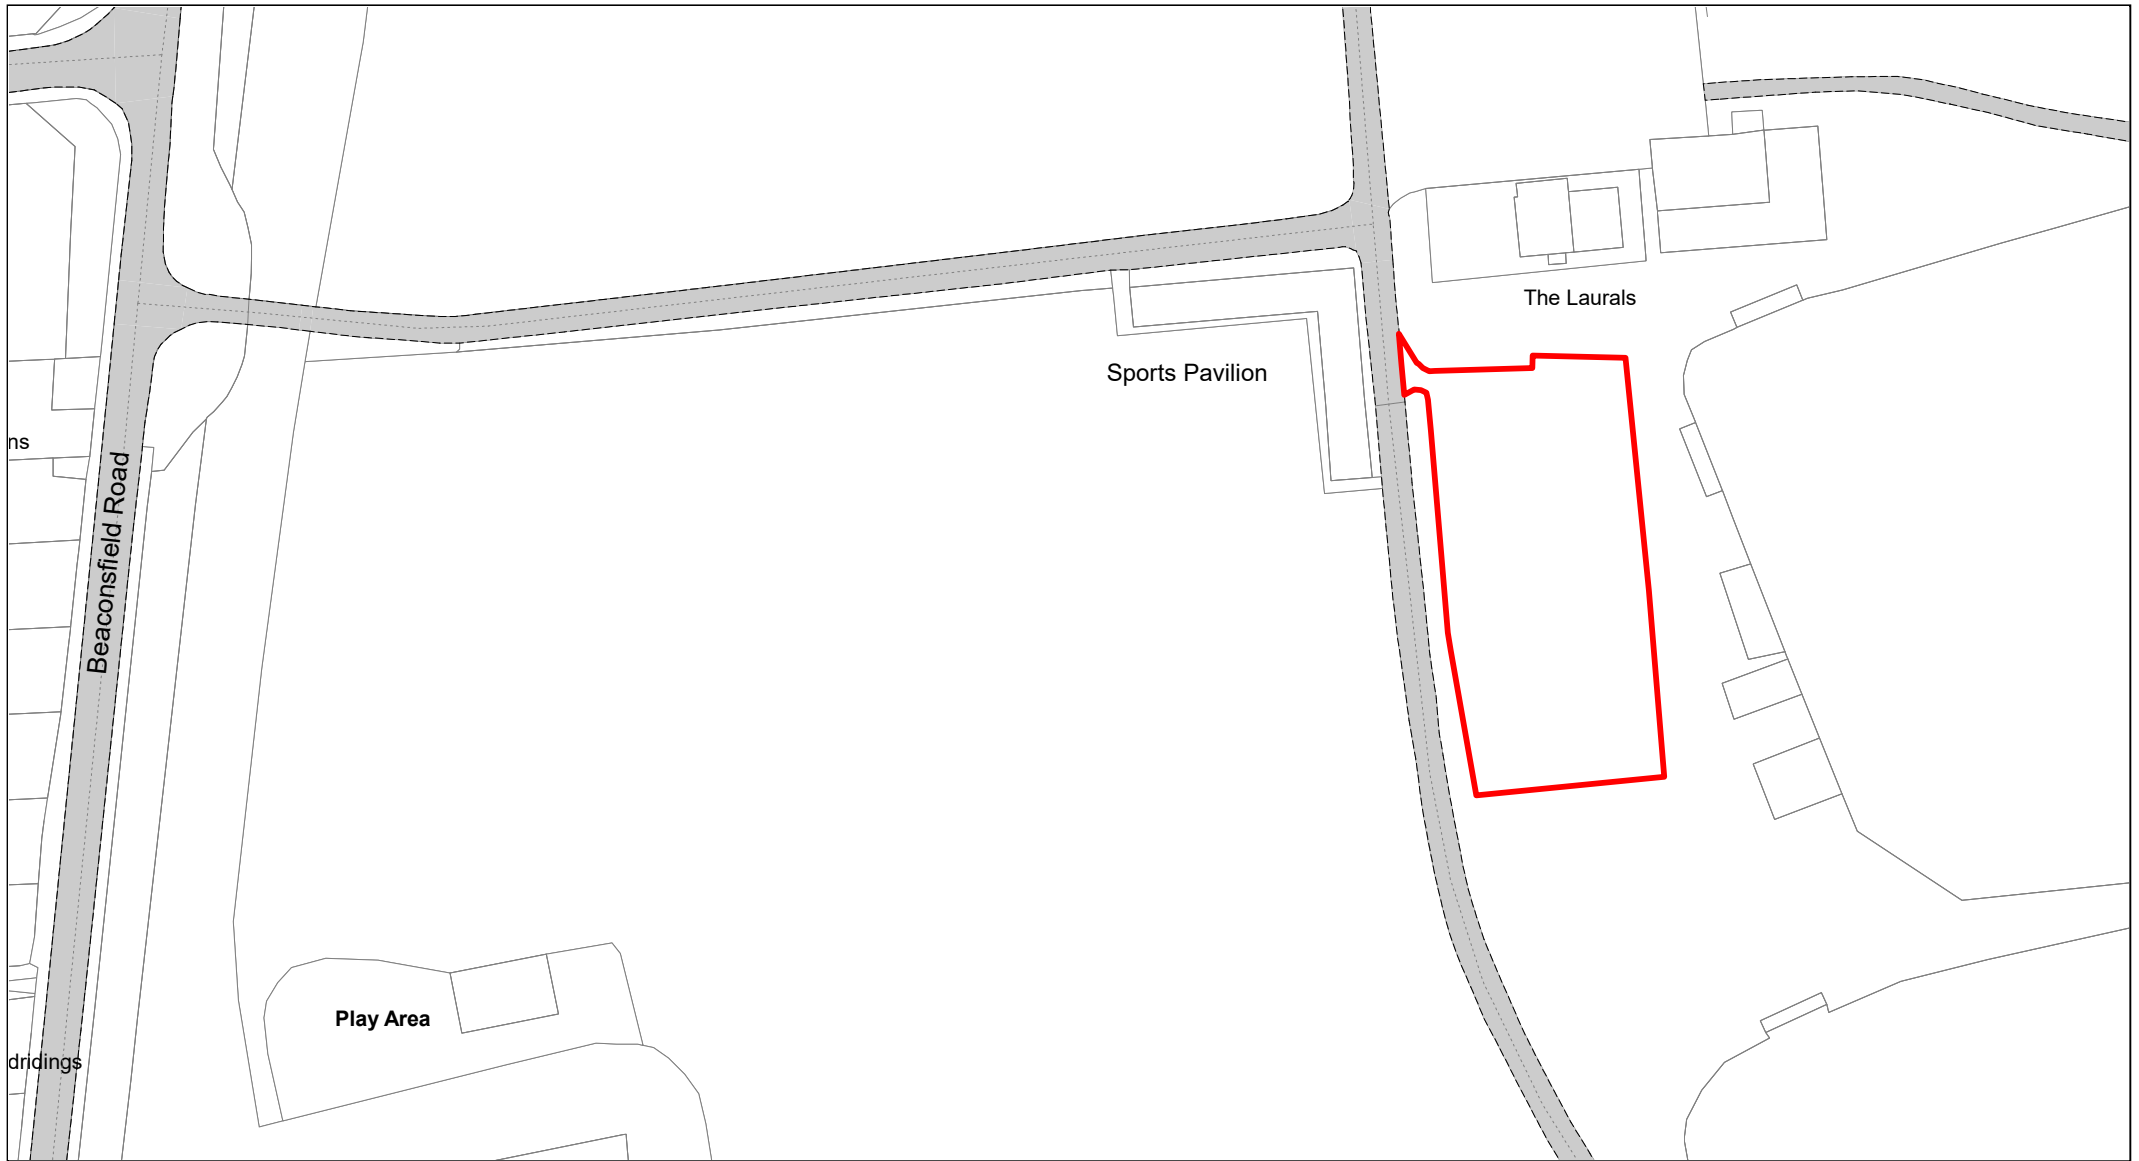 The Laurals
Sports Pavilion
ns
Beaconsfield Road
Play Area
dridings